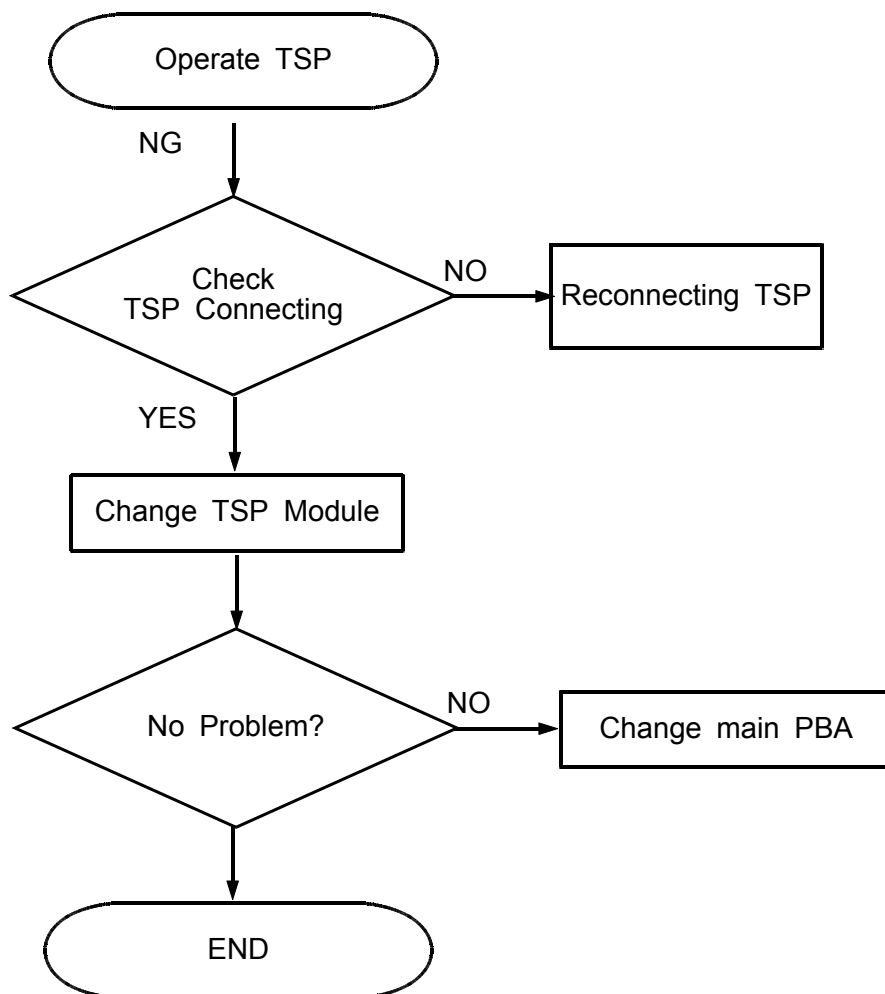 Operate TSP
NG
Check
TSP Connecting
NO
Reconnecting TSP
YES
Change TSP Module
No Problem?
NO
Change main PBA
END